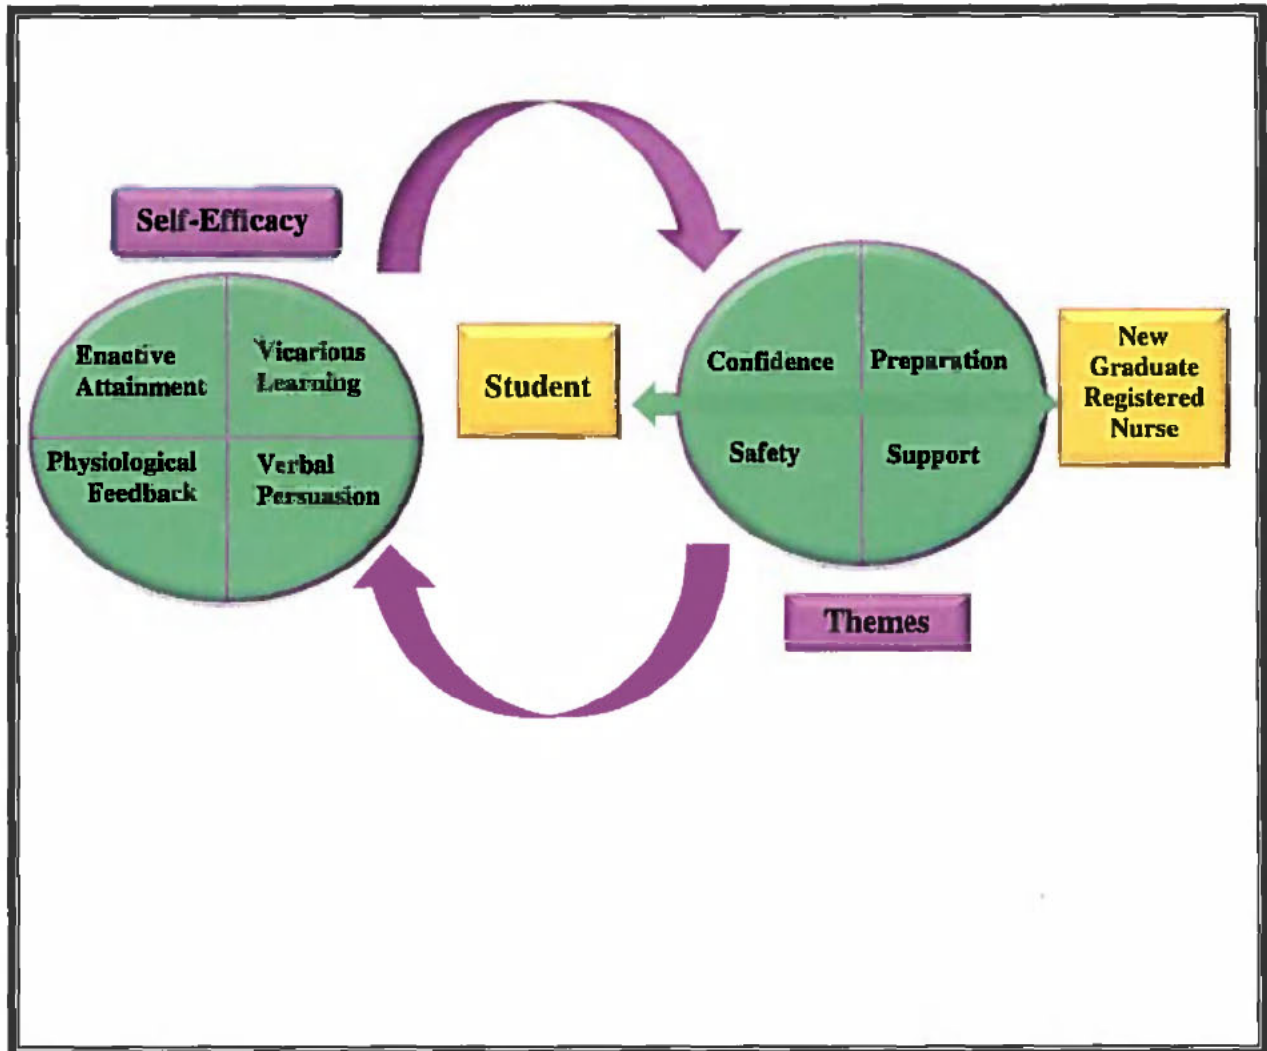 Self-Efficacy
Enactive
Attainment
Vicarious
Learning
Physiological
Feedback
Verbal
Persuasion
Student
Confidence
Preparation
Safety
Support
New
Graduate
Registered
Nurse
Themes